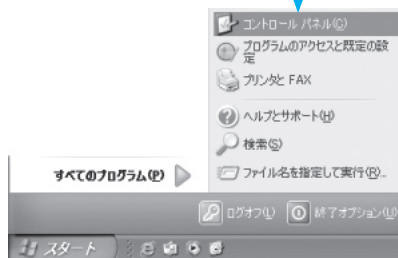 コントロール パネル(C)
プログラムのアクセスと既定の設
定
プリンタと FAX
ヘルプとサポート(H)
検索(S)
ファイル名を指定して実行(R)...
すべてのプログラム(P)
ログオフ(L)
終了オプション(U)
スタート